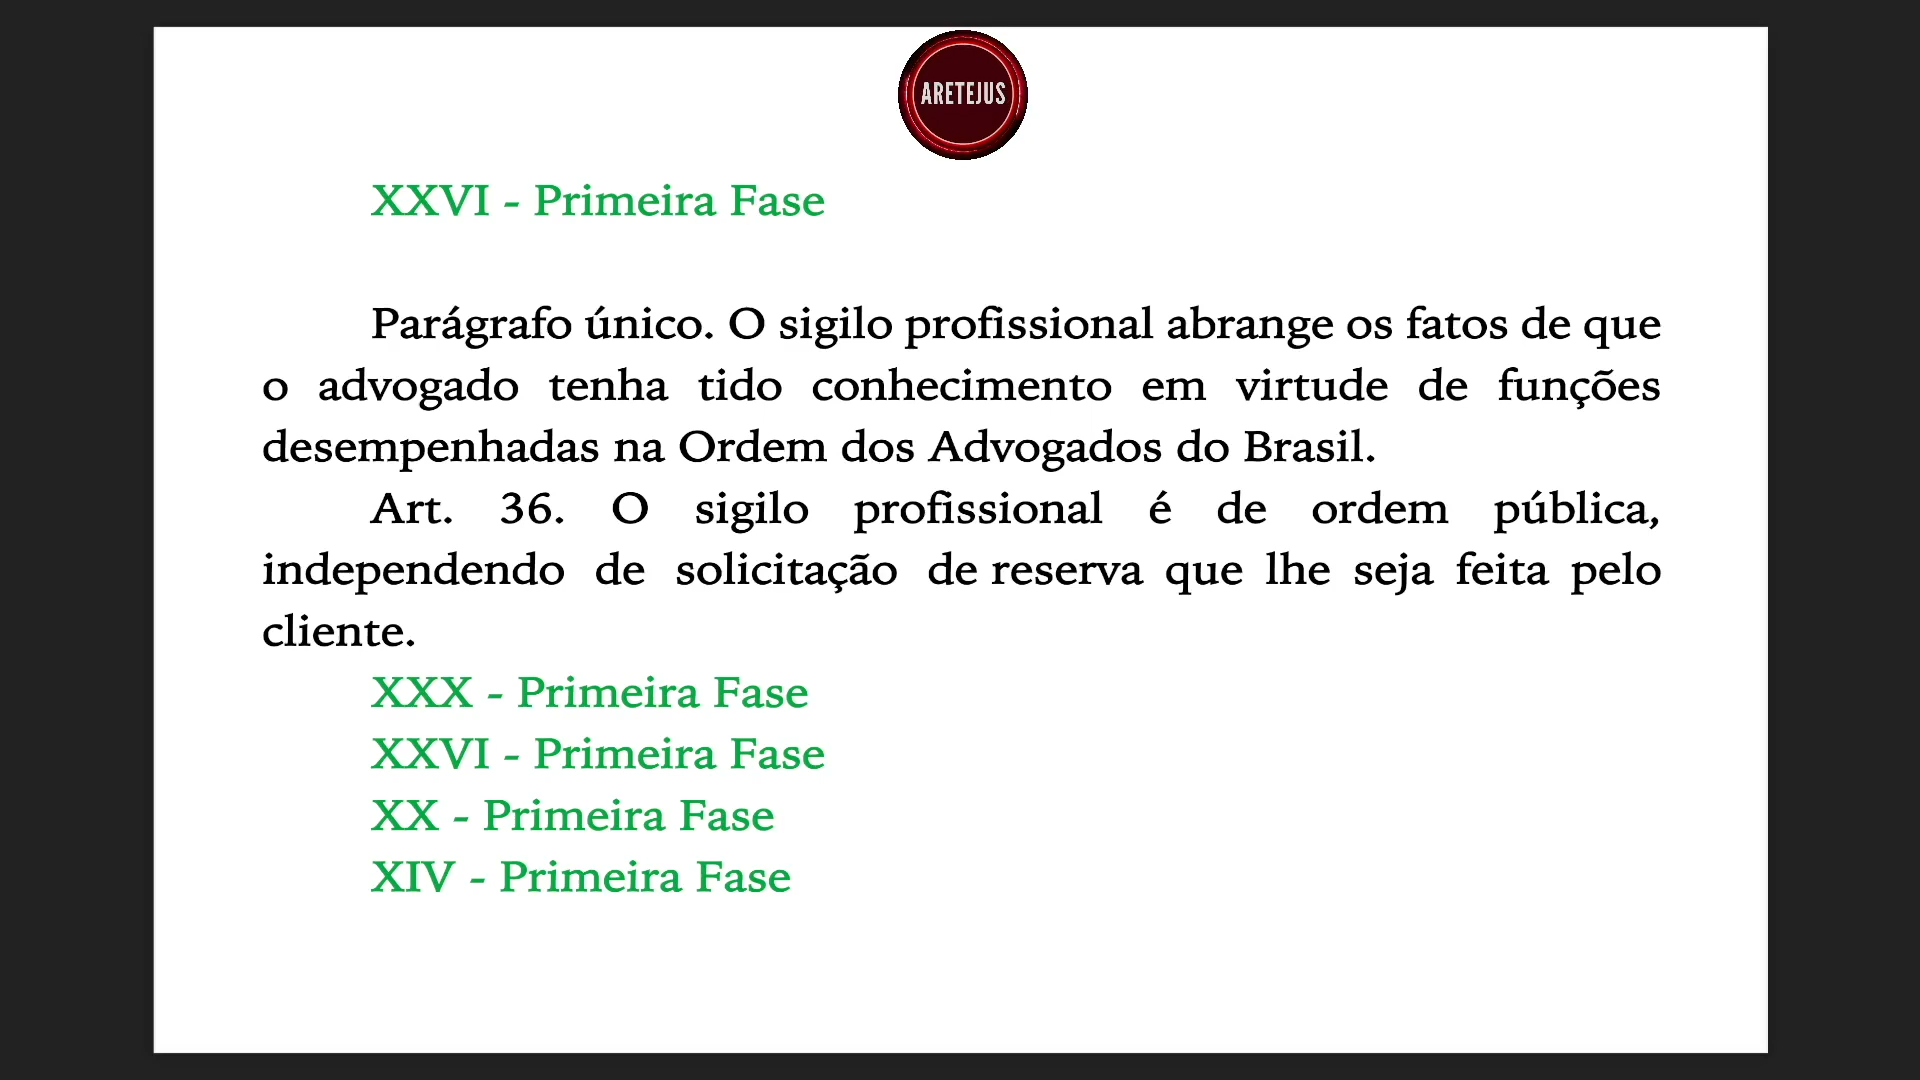 ARETEJUS
XXVI - Primeira Fase
Parágrafo único. O sigilo profissional abrange os fatos de que
o advogado tenha tido conhecimento em virtude de funções
desempenhadas na Ordem dos Advogados do Brasil.
Art. 36. O sigilo profissional é de ordem pública,
independendo de solicitação de reserva que lhe seja feita pelo
cliente.
XXX - Primeira Fase
XXVI - Primeira Fase
XX - Primeira Fase
XIV - Primeira Fase